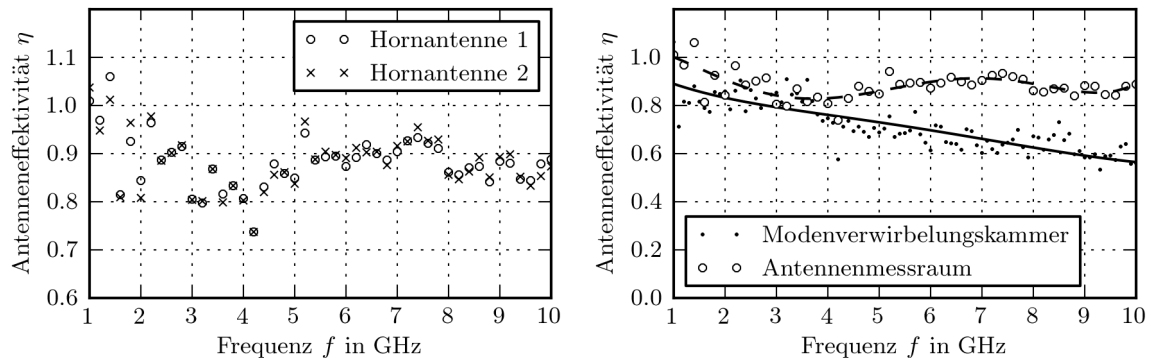 Antenneneffektivität η
1.1
1.0
0.9
0.8
0.7
0.6
Hornantenne 1
Hornantenne 2
1 2 3 4 5 6 7 8 9 10
Frequenz f in GHz
Antenneneffektivität η
1.0
0.8
0.6
0.4
0.2
0.0
Modenverwirbelungskammer
Antennenmessraum
1 2 3 4 5 6 7 8 9 10
Frequenz f in GHz